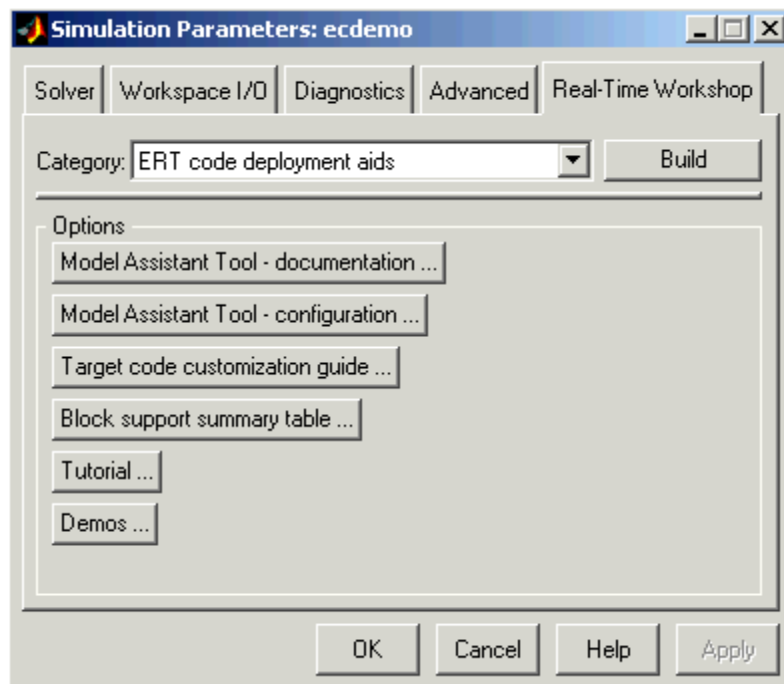 Simulation Parameters: ecdemo
Solver Workspace I/O Diagnostics Advanced Real-Time Workshop
Category: ERT code deployment aids Build
Options
Model Assistant Tool - documentation ...
Model Assistant Tool - configuration ...
Target code customization guide ...
Block support summary table ...
Tutorial ...
Demos ...
OK Cancel Help Apply